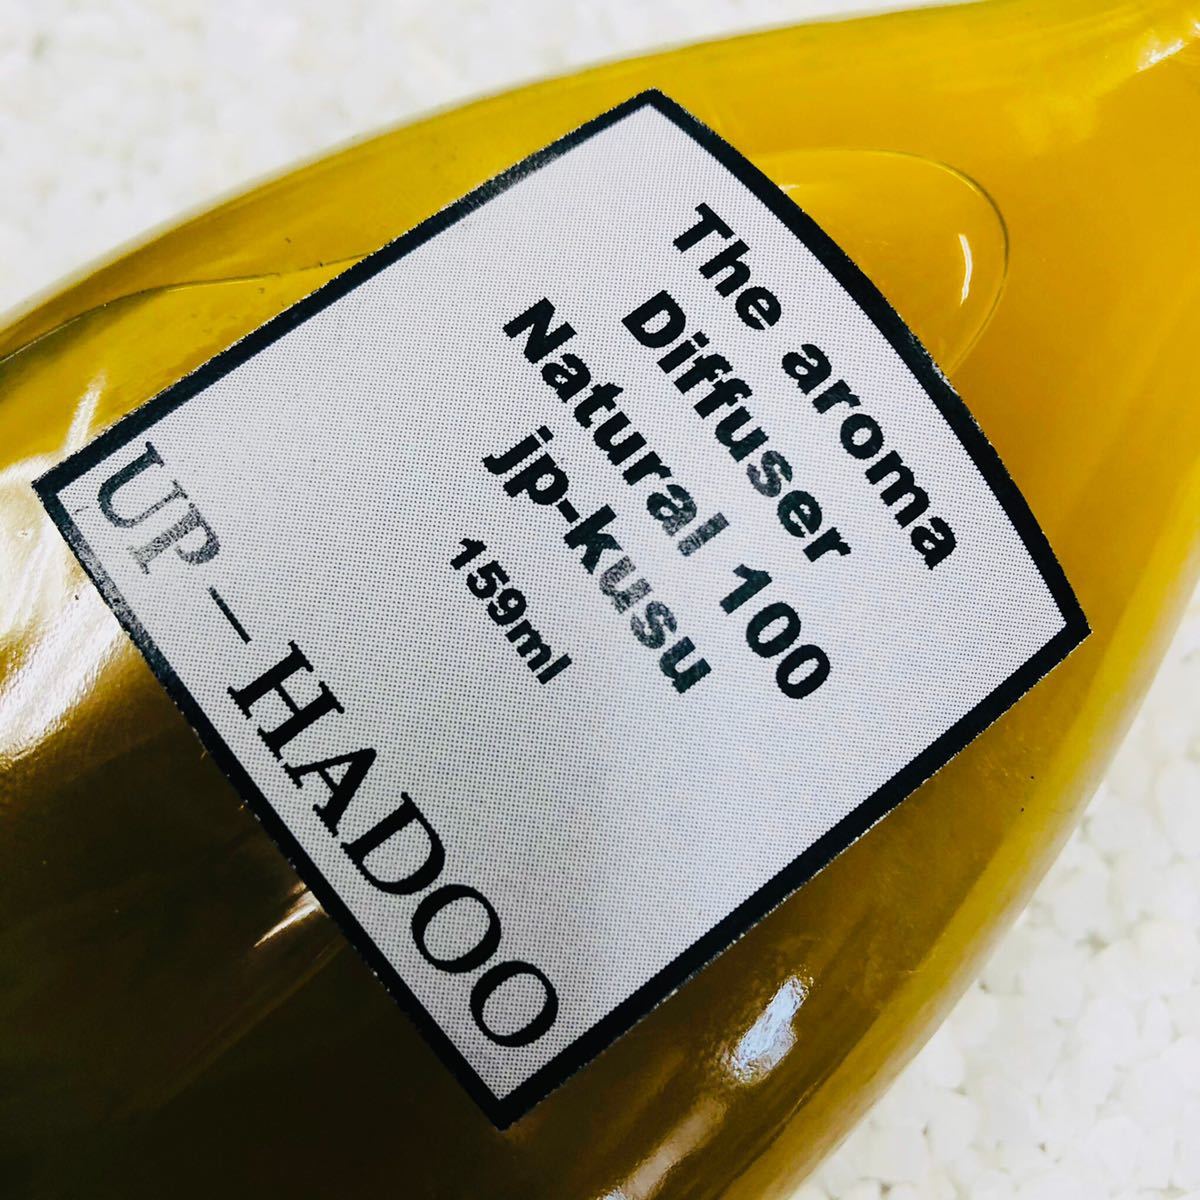 The aroma
Diffuser
Natural 100
jp-kusu
159ml
UP－HADOO